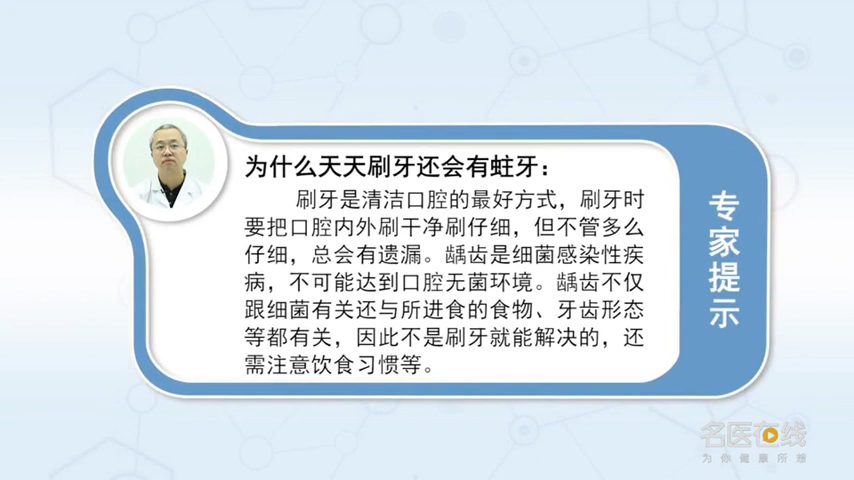 为什么天天刷牙还会有蛀牙：
刷牙是清洁口腔的最好方式，刷牙时
要把口腔内外刷干净刷仔细，但不管多么
仔细，总会有遗漏。龋齿是细菌感染性疾
病，不可能达到口腔无菌环境。龋齿不仅
跟细菌有关还与所进食的食物、牙齿形态
等都有关，因此不是刷牙就能解决的，还
需注意饮食习惯等。
专家提示
名医在线
为你健康所想